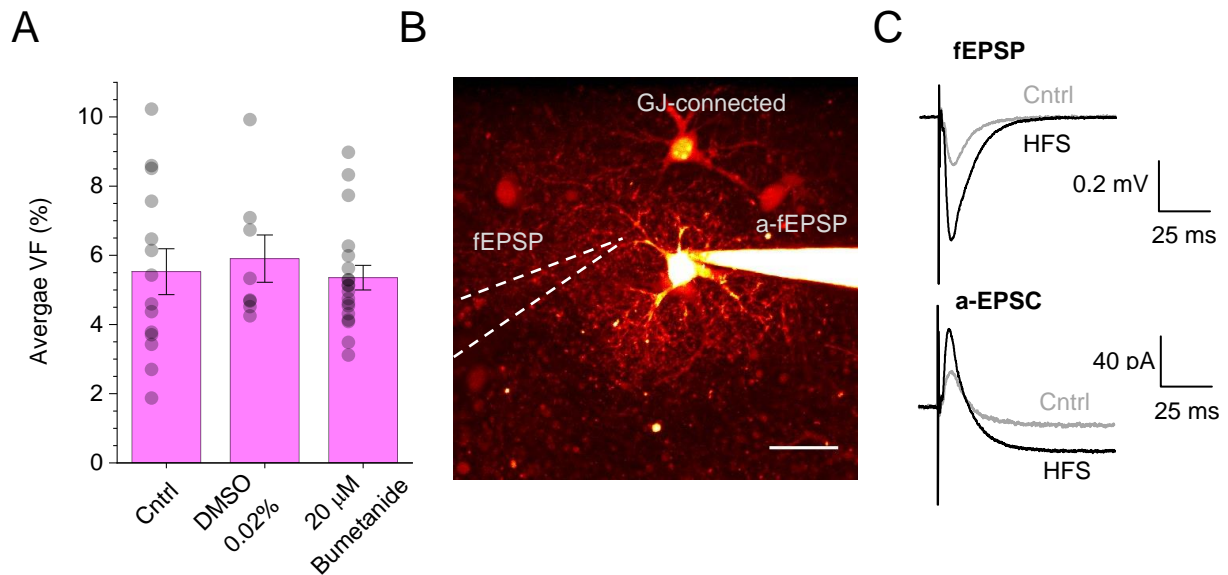 A
Avergae VF (%)
10
8
6
4
2
0
Cntrl
DMSO
0.02%
20 μM
Bumetanide
B
GJ-connected
fEPSP
a-fEPSP
C
fEPSP
Cntrl
HFS
0.2 mV
25 ms
a-EPSC
40 pA
25 ms
Cntrl
HFS